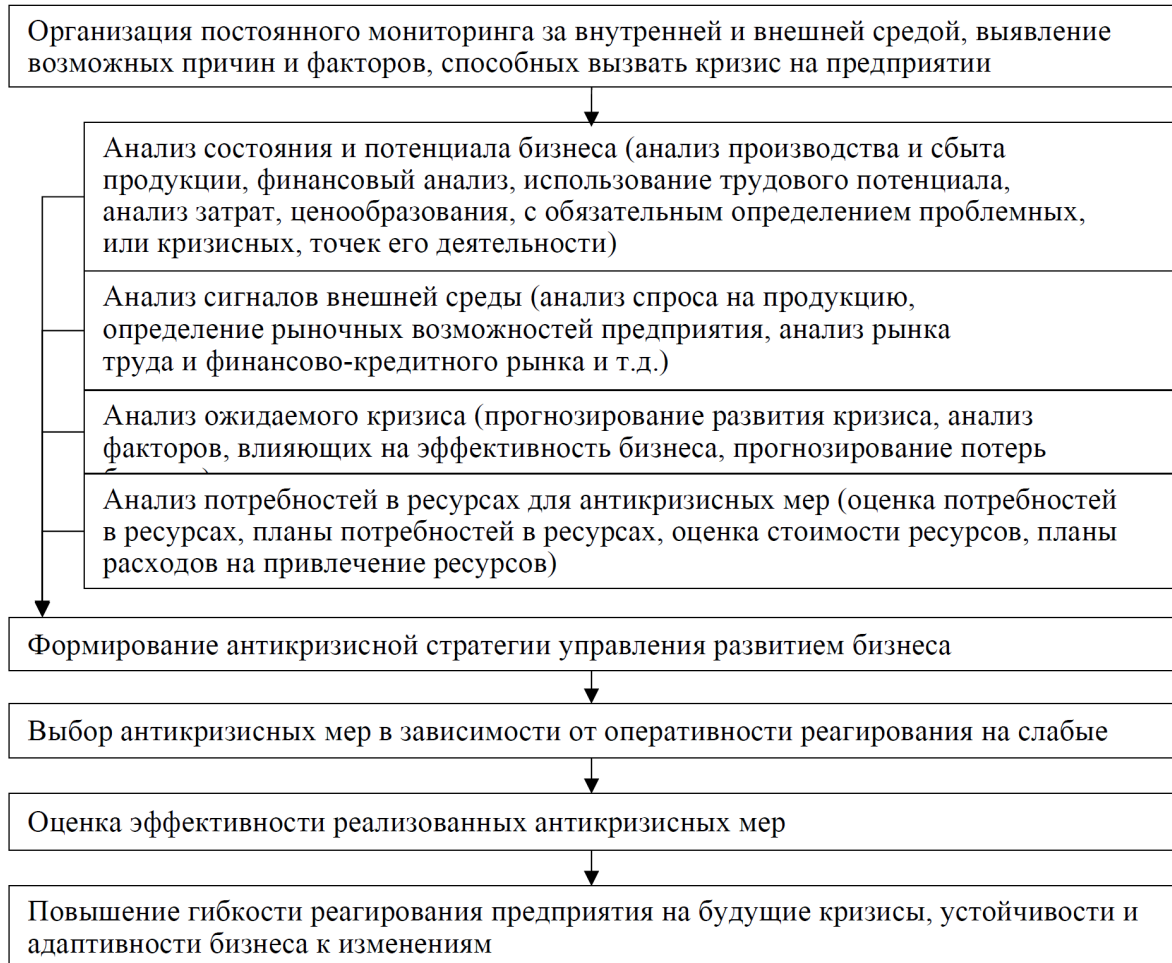 Организация постоянного мониторинга за внутренней и внешней средой, выявление
возможных причин и факторов, способных вызвать кризис на предприятии
Анализ состояния и потенциала бизнеса (анализ производства и сбыта
продукции, финансовый анализ, использование трудового потенциала,
анализ затрат, ценообразования, с обязательным определением проблемных,
или кризисных, точек его деятельности)
Анализ сигналов внешней среды (анализ спроса на продукцию,
определение рыночных возможностей предприятия, анализ рынка
труда и финансово-кредитного рынка и т.д.)
Анализ ожидаемого кризиса (прогнозирование развития кризиса, анализ
факторов, влияющих на эффективность бизнеса, прогнозирование потерь
Анализ потребностей в ресурсах для антикризисных мер (оценка потребностей
в ресурсах, планы потребностей в ресурсах, оценка стоимости ресурсов, планы
расходов на привлечение ресурсов)
Формирование антикризисной стратегии управления развитием бизнеса
Выбор антикризисных мер в зависимости от оперативности реагирования на слабые
Оценка эффективности реализованных антикризисных мер
Повышение гибкости реагирования предприятия на будущие кризисы, устойчивости и
адаптивности бизнеса к изменениям